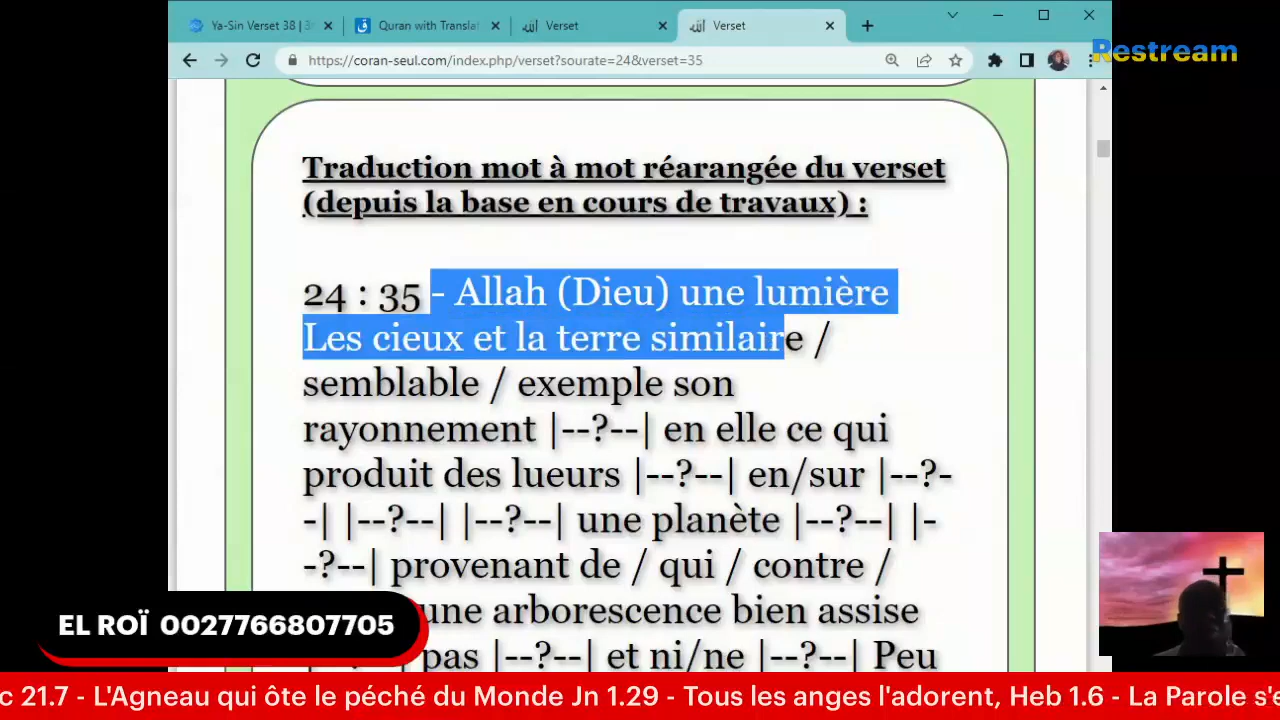 Ya-Sin Verset 38 | 3
Quran with Translat
Verset
Verset
https://coran-seul.com/index.php/verset?sourate=24&verset=35
Restream
Traduction mot à mot réarangée du verset
(depuis la base en cours de travaux) :
24 : 35 - Allah (Dieu) une lumière
Les cieux et la terre similaire /
semblable / exemple son
rayonnement |--?--| en elle ce qui
produit des lueurs |--?--| en/sur |--?-
-| |--?--| |--?--| une planète |--?--| |-
-?--| provenant de / qui / contre /
une arborescence bien assise
pas |--?--| et ni/ne |--?--| Peu
EL ROÏ 0027766807705
c 21.7 - L'Agneau qui ôte le péché du Monde Jn 1.29 - Tous les anges l'adorent, Heb 1.6 - La Parole s'e